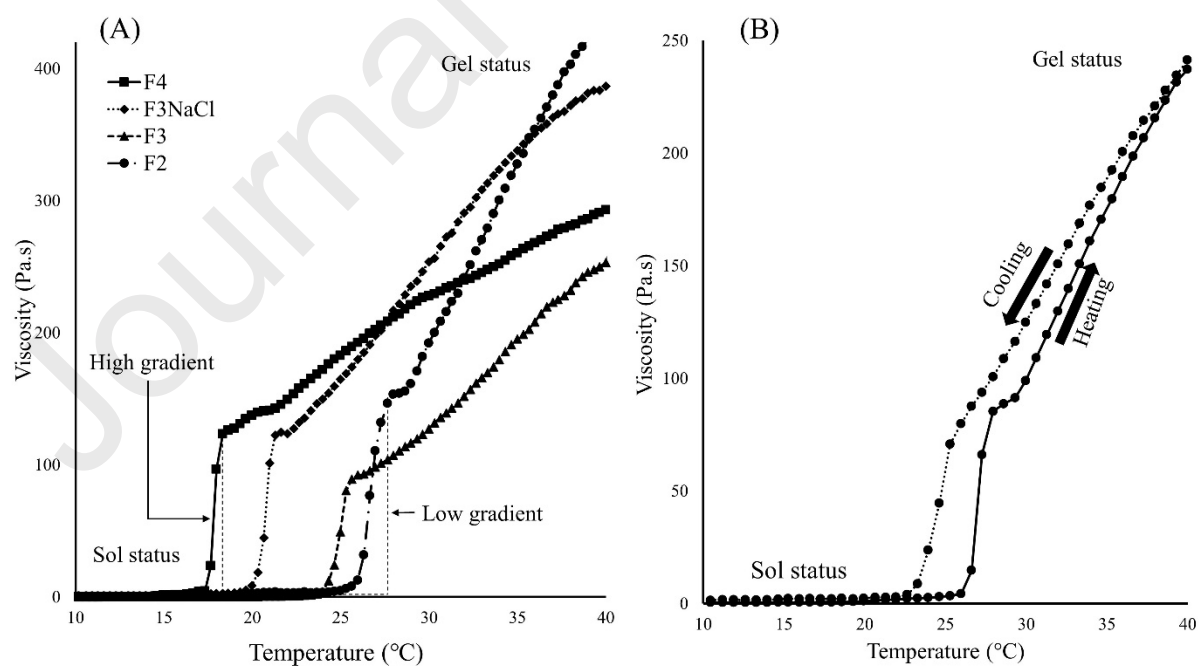 (A)
400
300
200
100
0
10
15
20
25
30
35
40
Viscosity (Pa.s)
Temperature (℃)
F4
F3NaCl
F3
F2
Gel status
High gradient
Low gradient
Sol status
Journal
(B)
250
200
150
100
50
0
10
15
20
25
30
35
40
Viscosity (Pa.s)
Temperature (℃)
Gel status
Cooling
Heating
Sol status